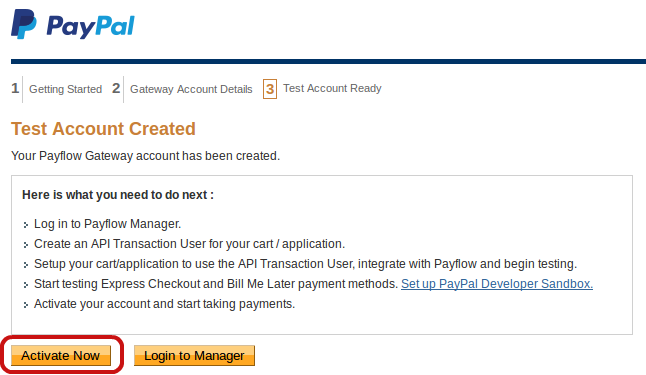 PayPal
1 Getting Started 2 Gateway Account Details 3 Test Account Ready
Test Account Created
Your Payflow Gateway account has been created.
Here is what you need to do next :
Log in to Payflow Manager.
Create an API Transaction User for your cart / application.
Setup your cart/application to use the API Transaction User, integrate with Payflow and begin testing.
Start testing Express Checkout and Bill Me Later payment methods. Set up PayPal Developer Sandbox.
Activate your account and start taking payments.
Activate Now Login to Manager